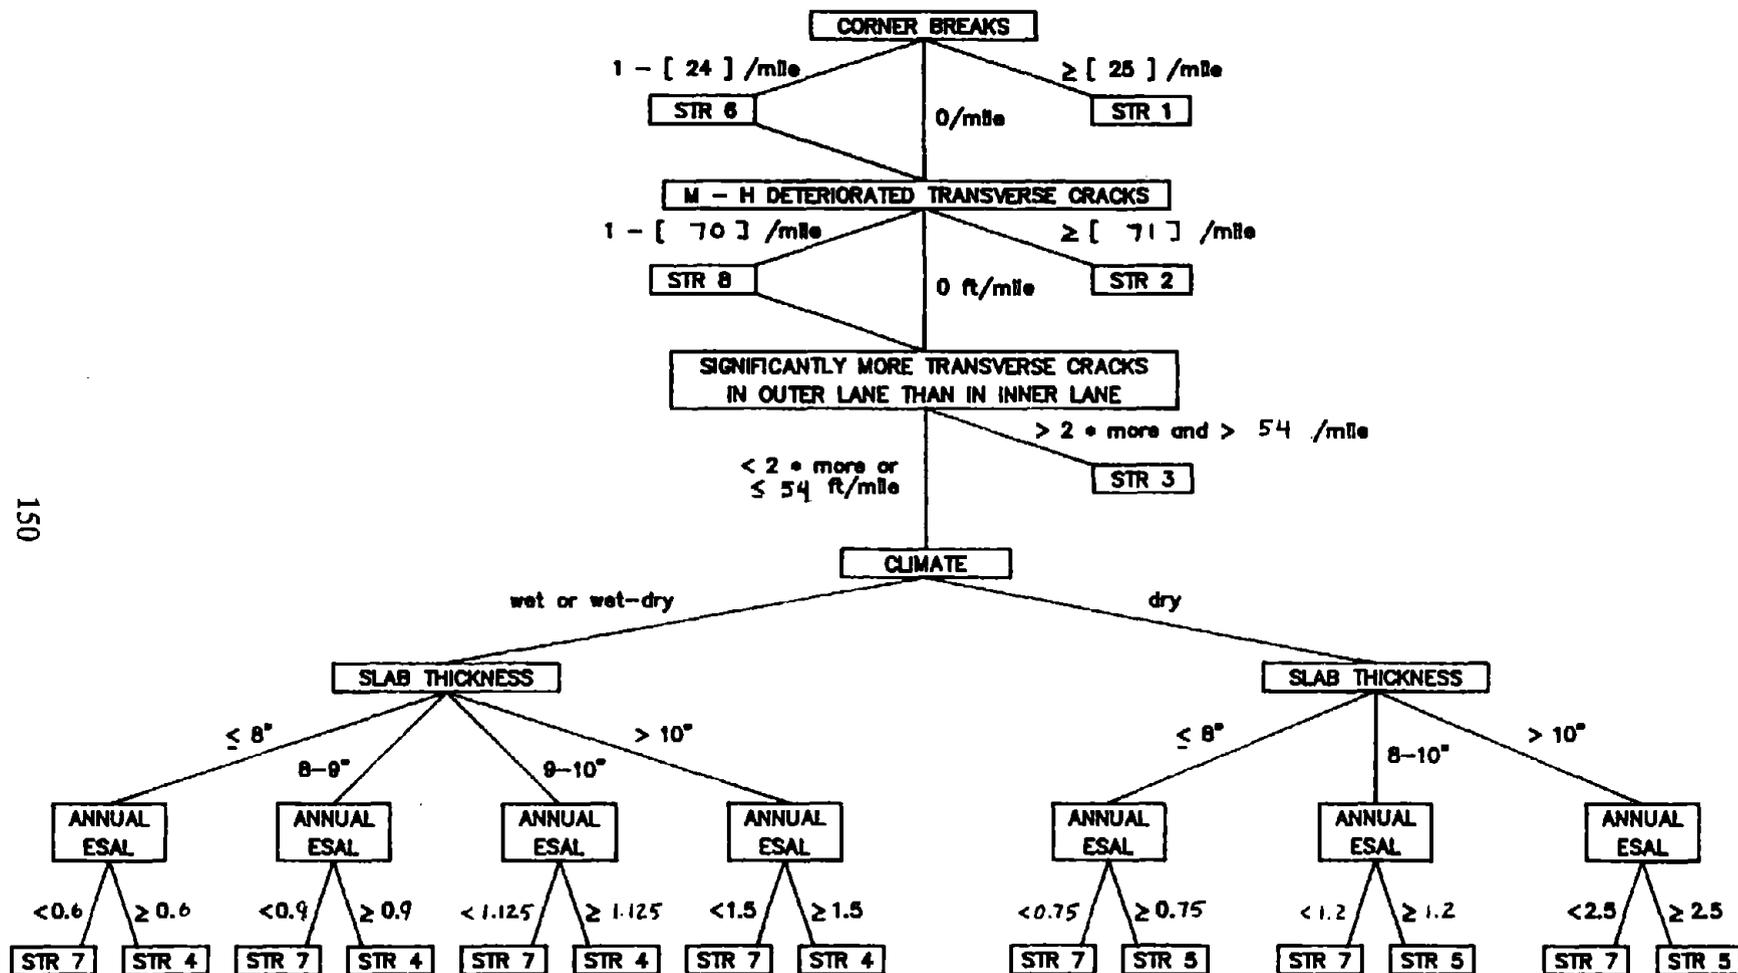 CORNER BREAKS
1 - [ 24 ] /mile
≥ [ 25 ] /mile
STR 6
0/mile
STR 1
M - H DETERIORATED TRANSVERSE CRACKS
1 - [ 70 ] /mile
≥ [ 71 ] /mile
STR 8
0 ft/mile
STR 2
SIGNIFICANTLY MORE TRANSVERSE CRACKS
IN OUTER LANE THAN IN INNER LANE
> 2 * more and > 54 /mile
< 2 * more or
≤ 54 ft/mile
STR 3
150
CLIMATE
wet or wet-dry
dry
SLAB THICKNESS
SLAB THICKNESS
≤ 8"
8-9"
9-10"
> 10"
≤ 8"
8-10"
> 10"
ANNUAL
ESAL
ANNUAL
ESAL
ANNUAL
ESAL
ANNUAL
ESAL
ANNUAL
ESAL
ANNUAL
ESAL
ANNUAL
ESAL
<0.6
≥ 0.6
<0.9
≥ 0.9
< 1.125
≥ 1.125
<1.5
≥ 1.5
<0.75
≥ 0.75
<1.2
≥ 1.2
<2.5
≥ 2.5
STR 7
STR 4
STR 7
STR 4
STR 7
STR 4
STR 7
STR 4
STR 7
STR 5
STR 7
STR 5
STR 7
STR 5